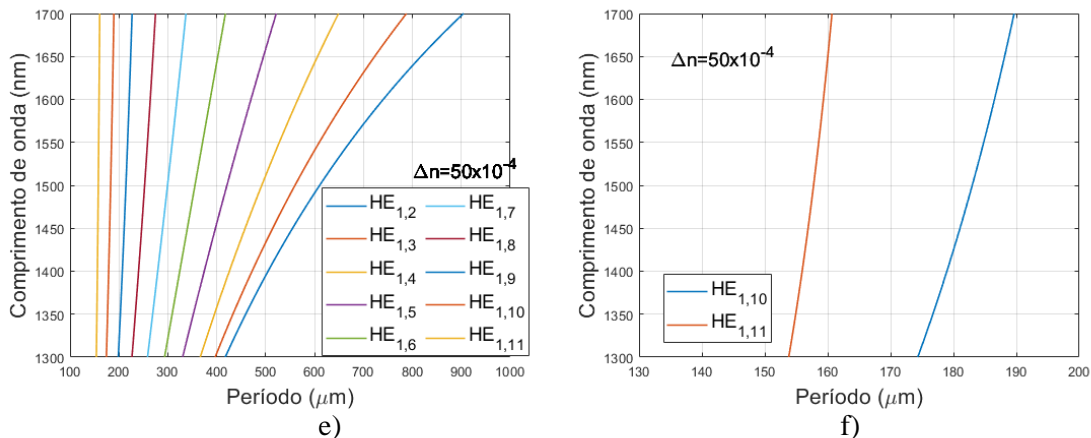 1700
1650
1600
1550
1500
1450
1400
1350
1300
Comprimento de onda (nm)
Δn=50x10⁻⁴
HE₁,₂ HE₁,₇
HE₁,₃ HE₁,₈
HE₁,₄ HE₁,₉
HE₁,₅ HE₁,₁₀
HE₁,₆ HE₁,₁₁
100 200 300 400 500 600 700 800 900 1000
Período (μm)
e)
1700
1650
1600
1550
1500
1450
1400
1350
1300
Comprimento de onda (nm)
Δn=50x10⁻⁴
HE₁,₁₀
HE₁,₁₁
130 140 150 160 170 180 190 200
Período (μm)
f)